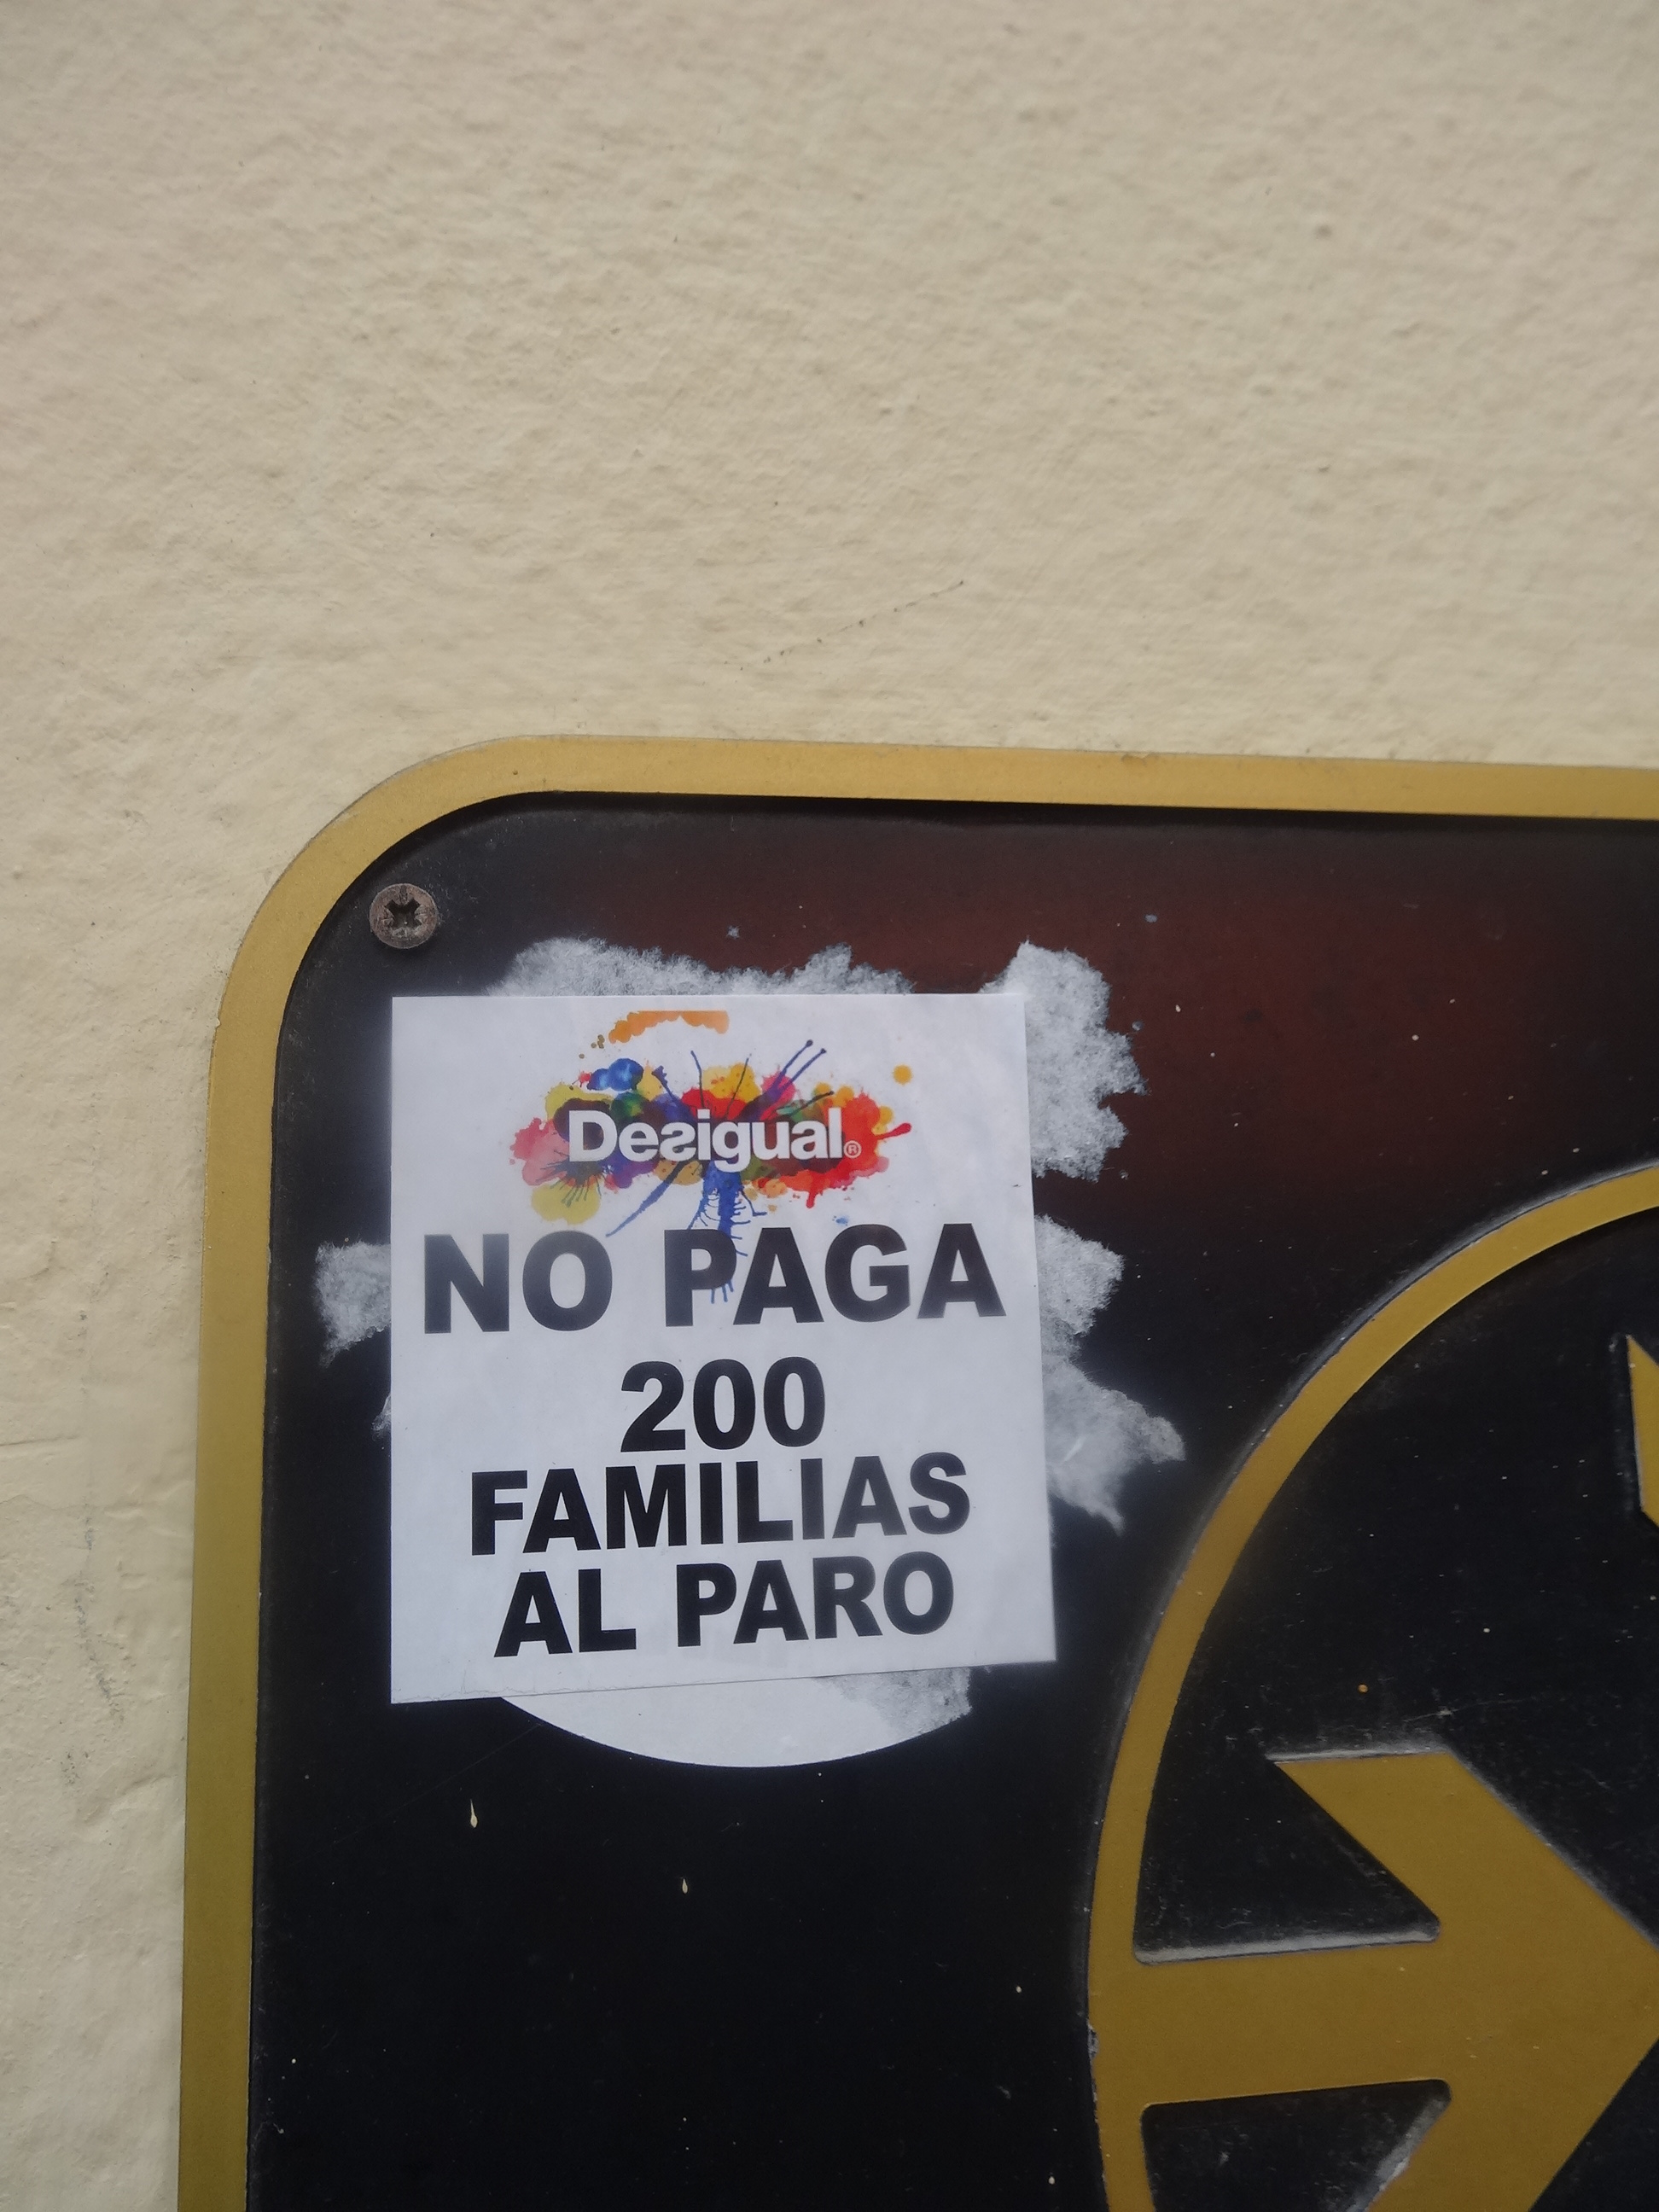 Desigual®
NO PAGA
200
FAMILIAS
AL PARO